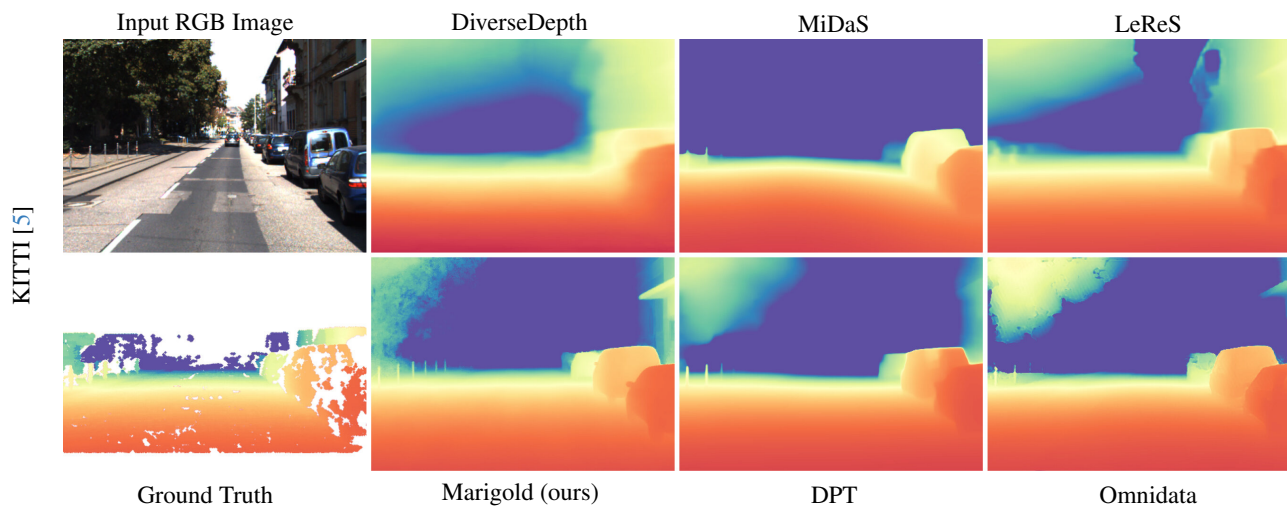 Input RGB Image
DiverseDepth
MiDaS
LeReS
KITTI [5]
Ground Truth
Marigold (ours)
DPT
Omnidata